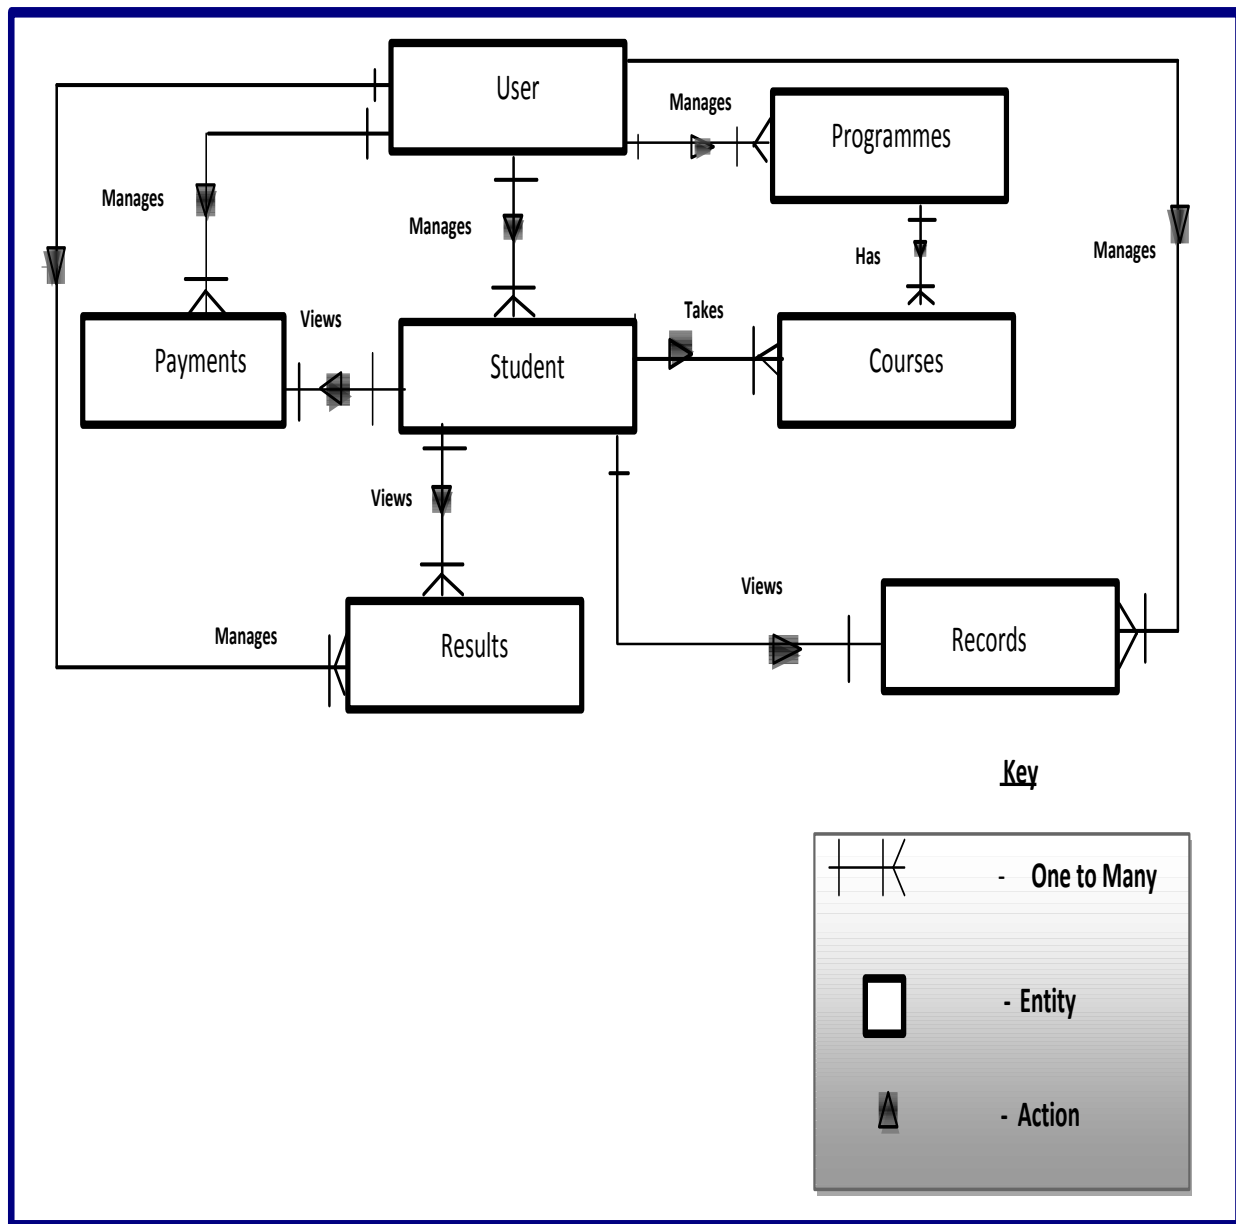 User
Manages
Programmes
Manages
Manages
Has
Manages
Payments
Views
Student
Takes
Courses
Views
Manages
Results
Views
Records
Key
- One to Many
- Entity
- Action